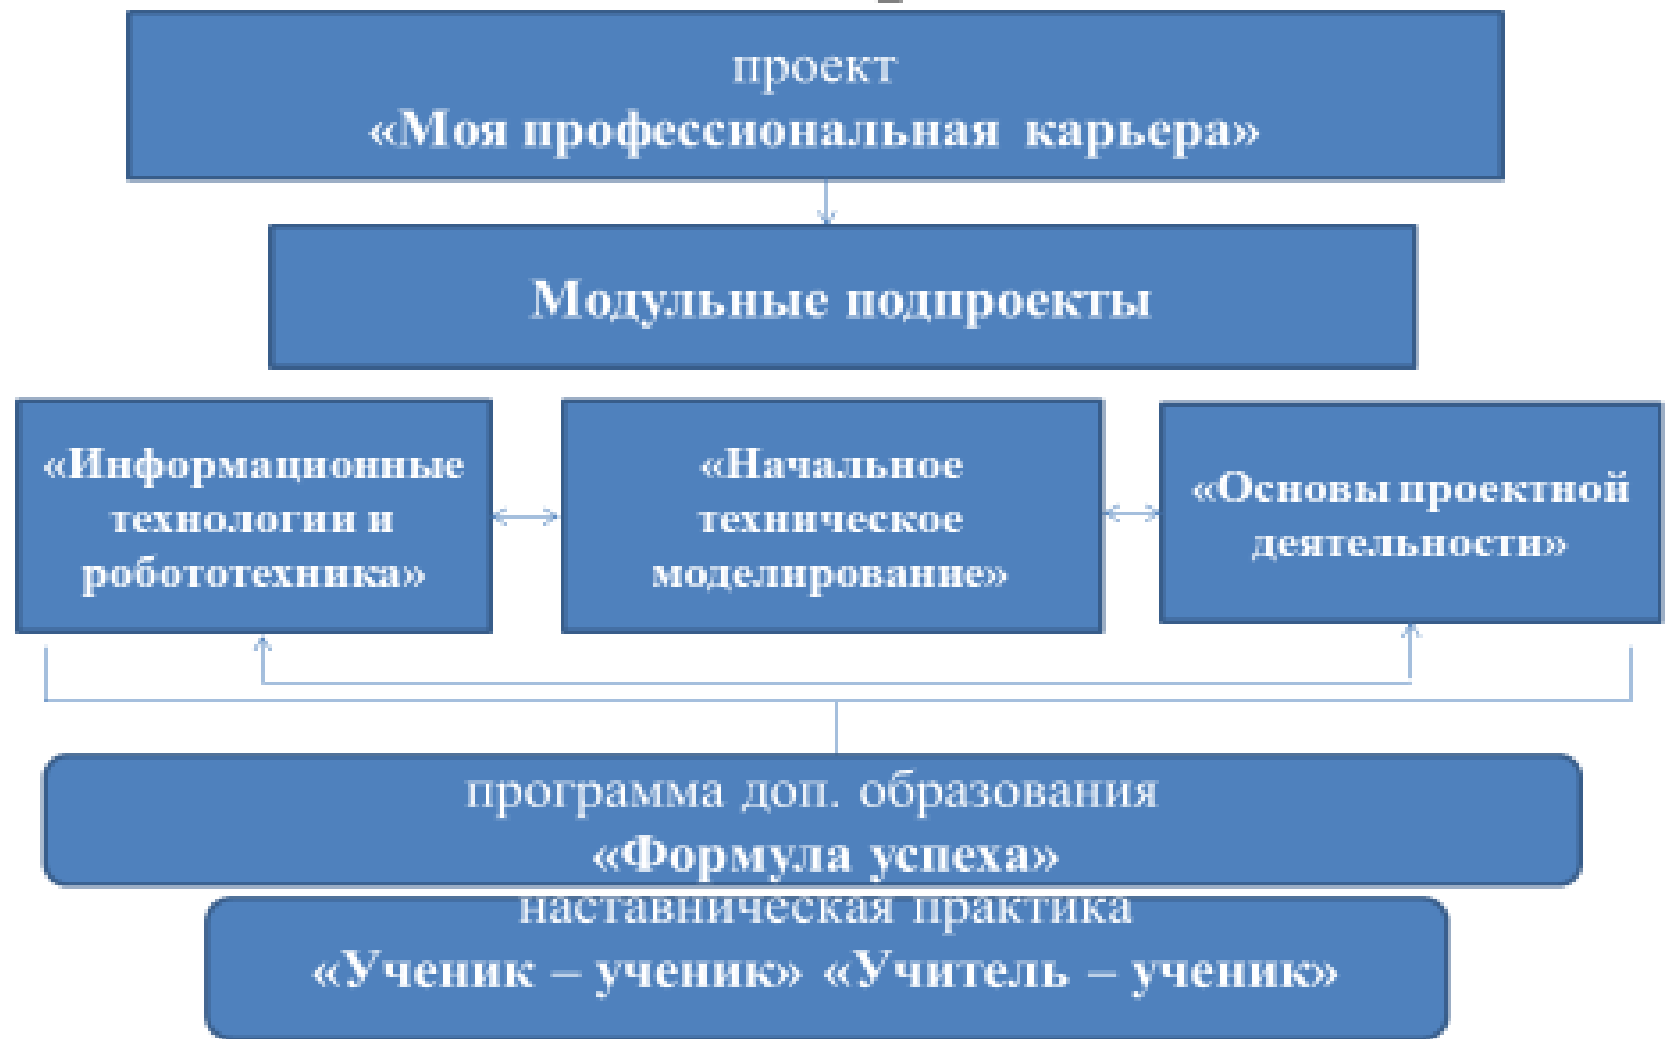 проект
«Моя профессиональная карьера»
Модульные подпроекты
«Информационные
технологии и
робототехника»
«Начальное
техническое
моделирование»
«Основы проектной
деятельности»
программа доп. образования
«Формула успеха»
наставническая практика
«Ученик – ученик» «Учитель – ученик»